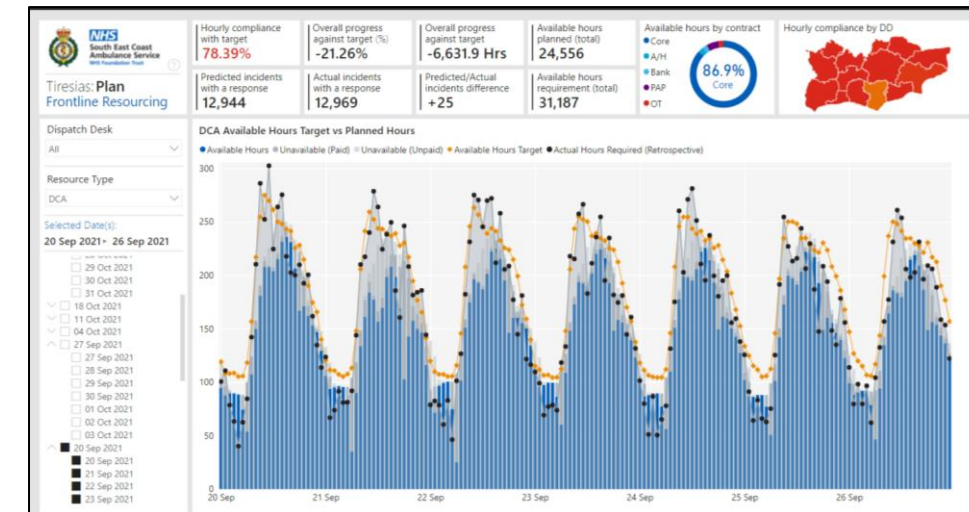 NHS
South East Coast
Ambulance Service
NHS Foundation Trust
Tiresias: Plan
Frontline Resourcing
Hourly compliance
with target
78.39%
Overall progress
against target (%)
-21.26%
Overall progress
against target
-6,631.9 Hrs
Available hours
planned (total)
24,556
Available hours by contract
Core
A/H
Bank
PAP
OT
86.9%
Core
Hourly compliance by DD
Predicted incidents
with a response
12,944
Actual incidents
with a response
12,969
Predicted/Actual
incidents difference
+25
Available hours
requirement (total)
31,187
Dispatch Desk
All
Resource Type
DCA
Selected Date(s):
20 Sep 2021 - 26 Sep 2021
29 Oct 2021
30 Oct 2021
31 Oct 2021
18 Oct 2021
11 Oct 2021
04 Oct 2021
27 Sep 2021
27 Sep 2021
28 Sep 2021
29 Sep 2021
30 Sep 2021
01 Oct 2021
02 Oct 2021
03 Oct 2021
20 Sep 2021
20 Sep 2021
21 Sep 2021
22 Sep 2021
23 Sep 2021
DCA Available Hours Target vs Planned Hours
Available Hours Unavailable (Paid) Unavailable (Unpaid) Available Hours Target Actual Hours Required (Retrospective)
300
250
200
150
100
50
0
20 Sep 21 Sep 22 Sep 23 Sep 24 Sep 25 Sep 26 Sep